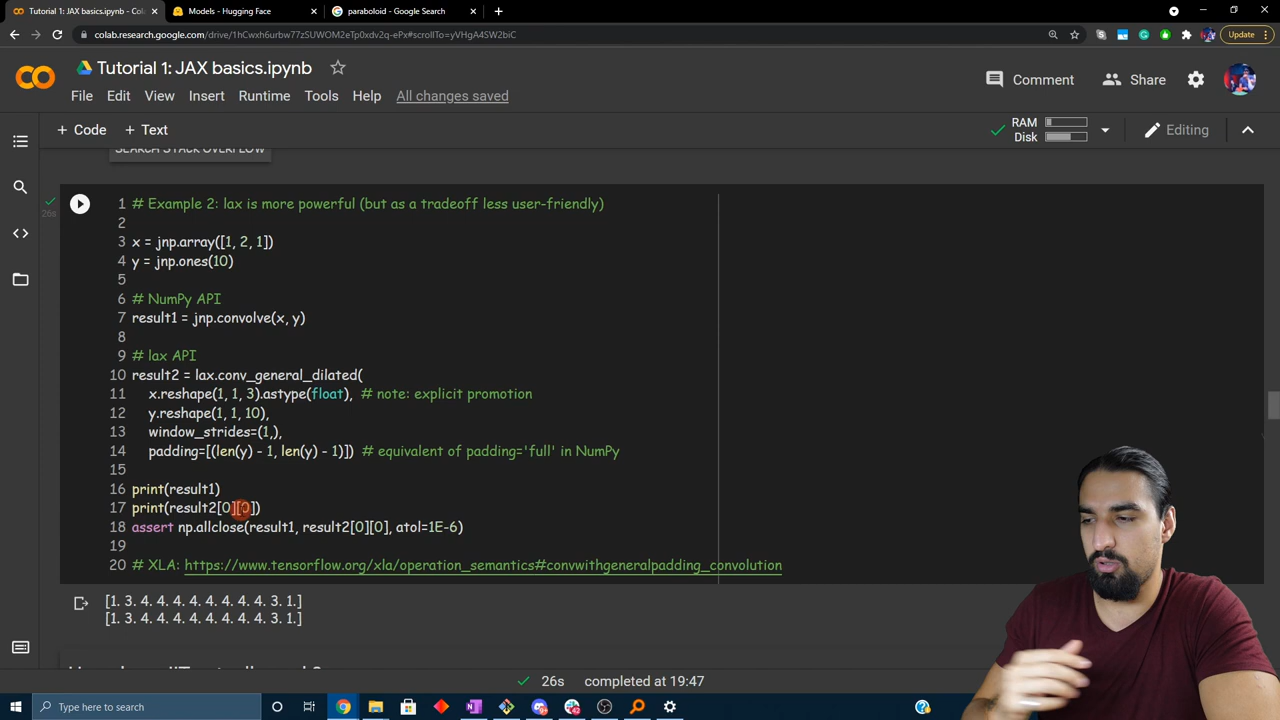 Tutorial 1: JAX basics.ipynb - Col
Models - Hugging Face
paraboloid - Google Search
colab.research.google.com/drive/1hCwxh6urbw77zSUWOM2eTp0xdv2q-ePx#scrollTo=yVHgA4SW2biC
Update
Tutorial 1: JAX basics.ipynb
Comment
Share
File Edit View Insert Runtime Tools Help All changes saved
+ Code + Text
RAM
Disk
Editing
SEARCH STACK OVERFLOW
26s
1 # Example 2: lax is more powerful (but as a tradeoff less user-friendly)
2
3 x = jnp.array([1, 2, 1])
4 y = jnp.ones(10)
5
6 # NumPy API
7 result1 = jnp.convolve(x, y)
8
9 # lax API
10 result2 = lax.conv_general_dilated(
11 x.reshape(1, 1, 3).astype(float), # note: explicit promotion
12 y.reshape(1, 1, 10),
13 window_strides=(1,),
14 padding=[(len(y) - 1, len(y) - 1)]) # equivalent of padding='full' in NumPy
15
16 print(result1)
17 print(result2[0][0])
18 assert np.allclose(result1, result2[0][0], atol=1E-6)
19
20 # XLA: https://www.tensorflow.org/xla/operation_semantics#convwithgeneralpadding_convolution
[1. 3. 4. 4. 4. 4. 4. 4. 4. 4. 3. 1.]
[1. 3. 4. 4. 4. 4. 4. 4. 4. 4. 3. 1.]
26s completed at 19:47
Type here to search